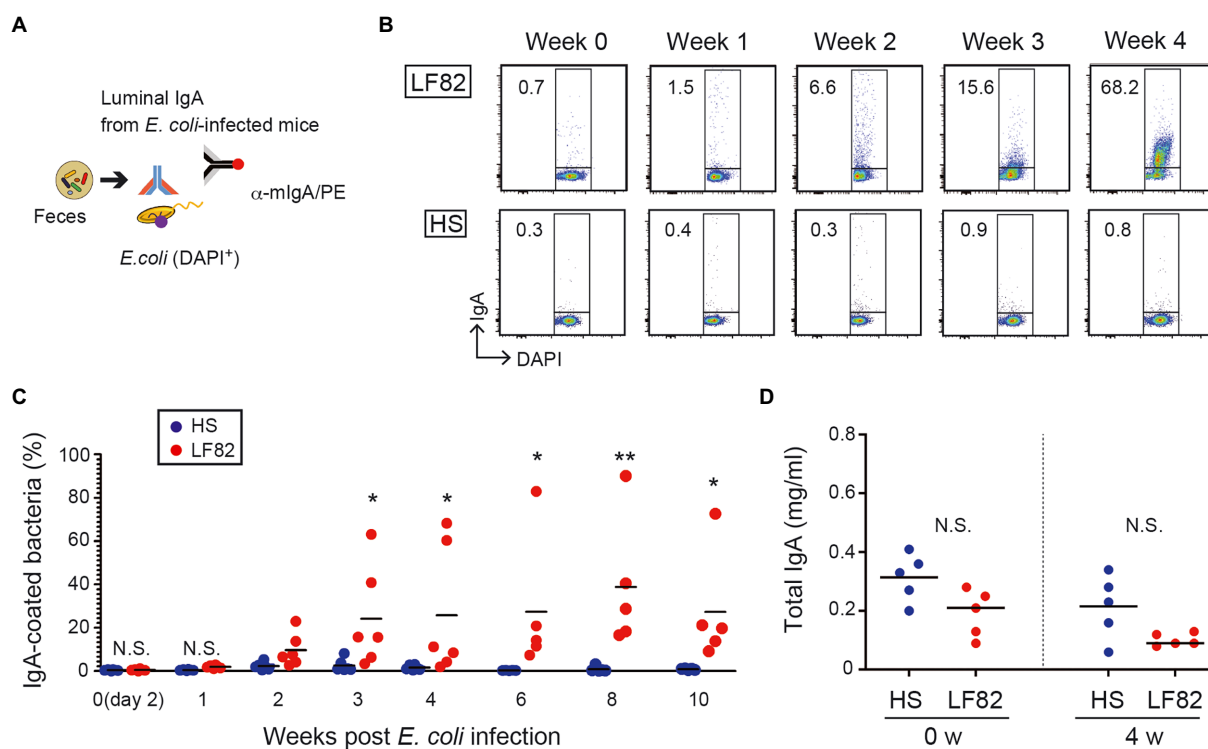 A
Luminal IgA
from E. coli-infected mice
Feces
α-mIgA/PE
E.coli (DAPI+)
B
Week 0 Week 1 Week 2 Week 3 Week 4
LF82
0.7 1.5 6.6 15.6 68.2
HS
0.3 0.4 0.3 0.9 0.8
IgA
DAPI
C
HS
LF82
IgA-coated bacteria (%)
100
80
60
40
20
0
N.S. N.S. * * * ** *
0(day 2) 1 2 3 4 6 8 10
Weeks post E. coli infection
D
Total IgA (mg/ml)
0.8
0.6
0.4
0.2
0
N.S. N.S.
HS LF82 HS LF82
0 w 4 w